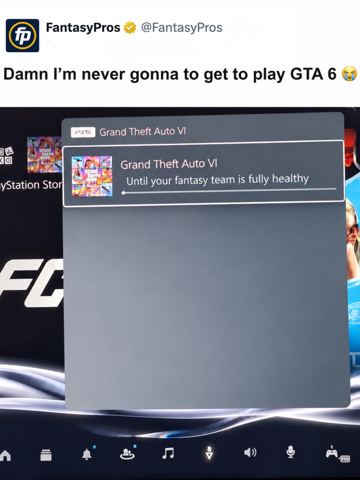 FantasyPros @FantasyPros
Damn I’m never gonna to get to play GTA 6 😭
PS5 Grand Theft Auto VI
Grand Theft Auto VI
Until your fantasy team is fully healthy
yStation Stor
FC